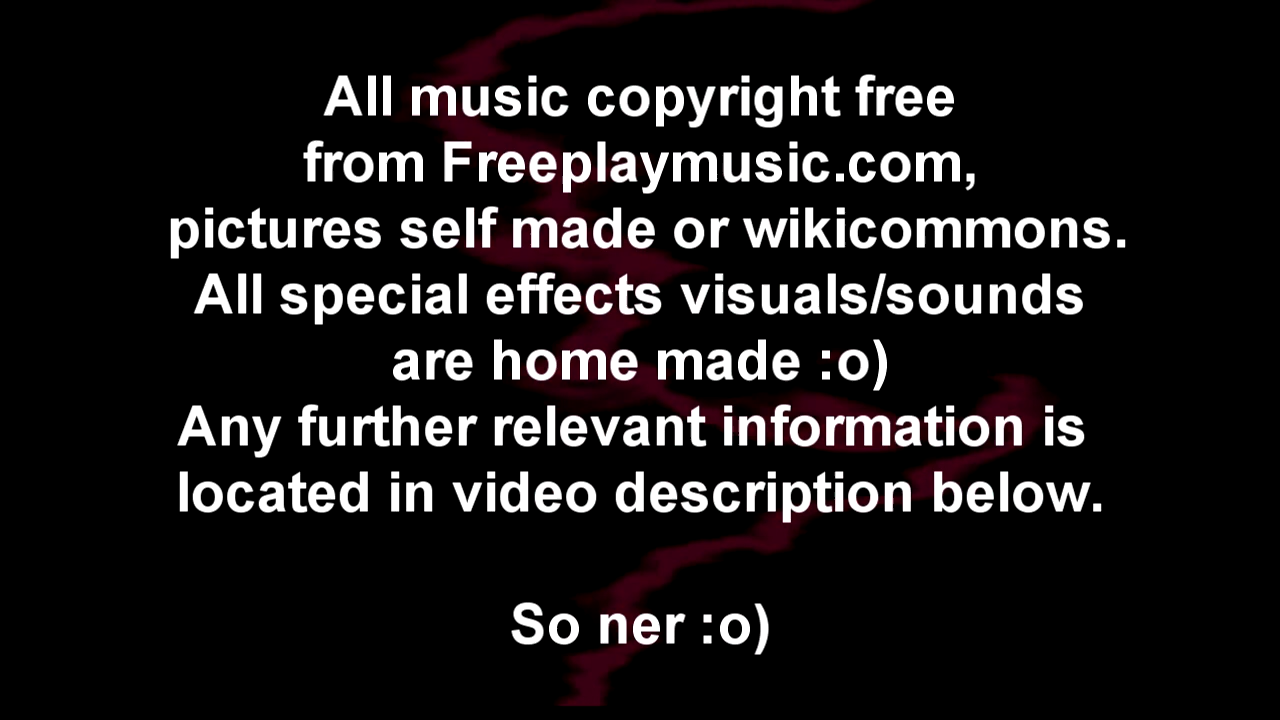 All music copyright free
from Freeplaymusic.com,
pictures self made or wikicommons.
All special effects visuals/sounds
are home made :o)
Any further relevant information is
located in video description below.
So ner :o)